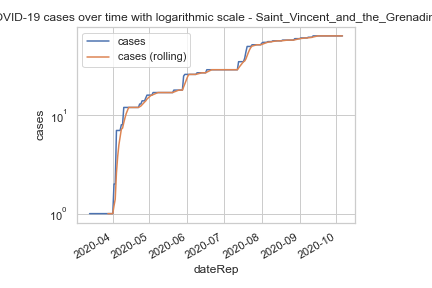 OVID-19 cases over time with logarithmic scale - Saint_Vincent_and_the_Grenadin
cases
cases (rolling)
cases
10¹
10⁰
2020-04
2020-05
2020-06
2020-07
2020-08
2020-09
2020-10
dateRep